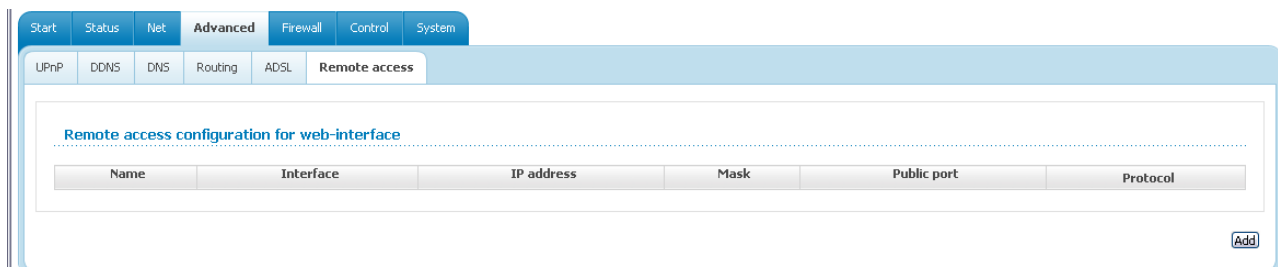 Start Status Net Advanced Firewall Control System
UPnP DDNS DNS Routing ADSL Remote access
Remote access configuration for web-interface
Name Interface IP address Mask Public port Protocol
Add